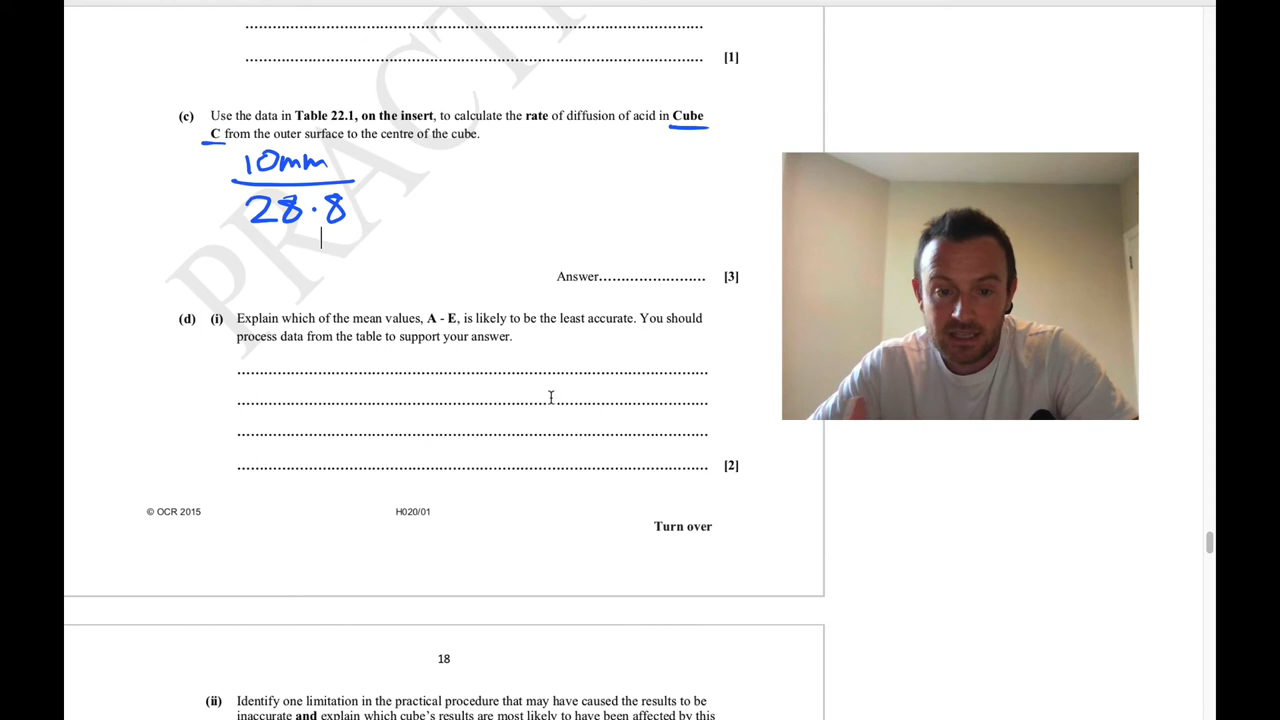 [1]
(c) Use the data in Table 22.1, on the insert, to calculate the rate of diffusion of acid in Cube
C from the outer surface to the centre of the cube.
10mm
28.8
PRACTI
Answer........................ [3]
(d) (i) Explain which of the mean values, A - E, is likely to be the least accurate. You should
process data from the table to support your answer.
[2]
© OCR 2015
H020/01
Turn over
18
(ii) Identify one limitation in the practical procedure that may have caused the results to be
inaccurate and explain which cube's results are most likely to have been affected by this